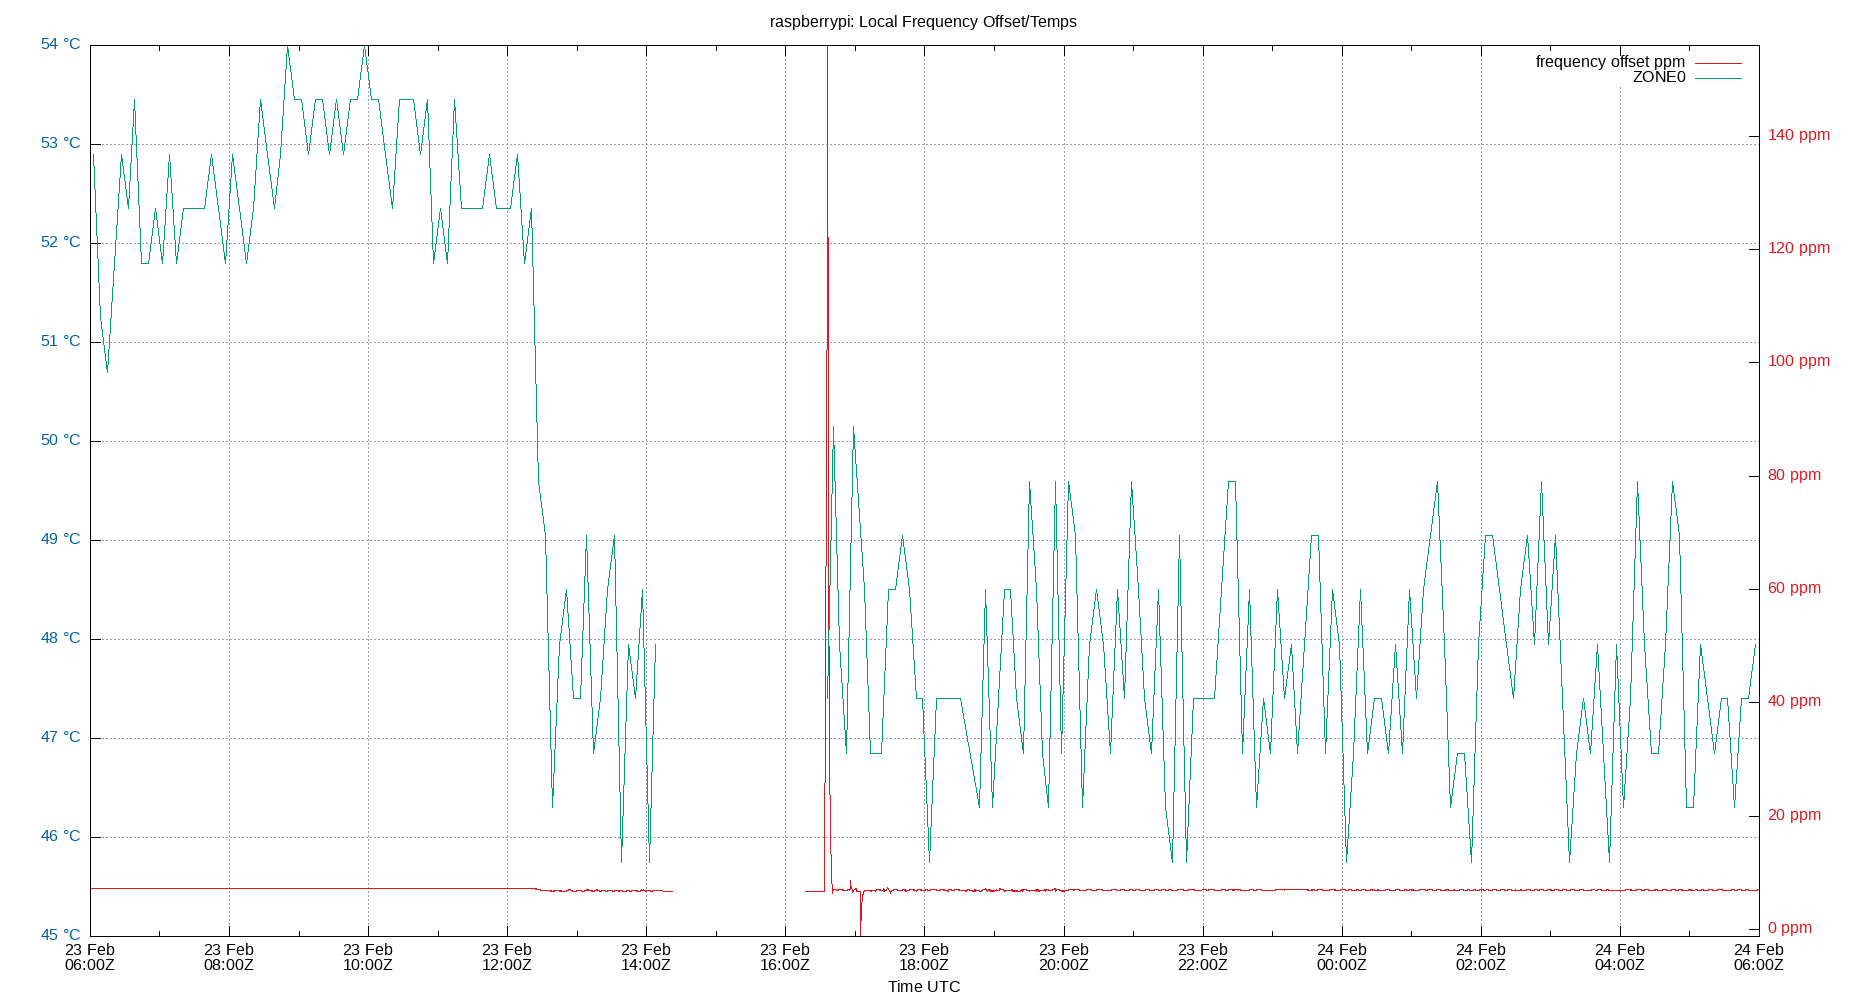 raspberrypi: Local Frequency Offset/Temps
frequency offset ppm
ZONE0
54 °C
53 °C
52 °C
51 °C
50 °C
49 °C
48 °C
47 °C
46 °C
45 °C
140 ppm
120 ppm
100 ppm
80 ppm
60 ppm
40 ppm
20 ppm
0 ppm
23 Feb
06:00Z
23 Feb
08:00Z
23 Feb
10:00Z
23 Feb
12:00Z
23 Feb
14:00Z
23 Feb
16:00Z
23 Feb
18:00Z
23 Feb
20:00Z
23 Feb
22:00Z
24 Feb
00:00Z
24 Feb
02:00Z
24 Feb
04:00Z
24 Feb
06:00Z
Time UTC